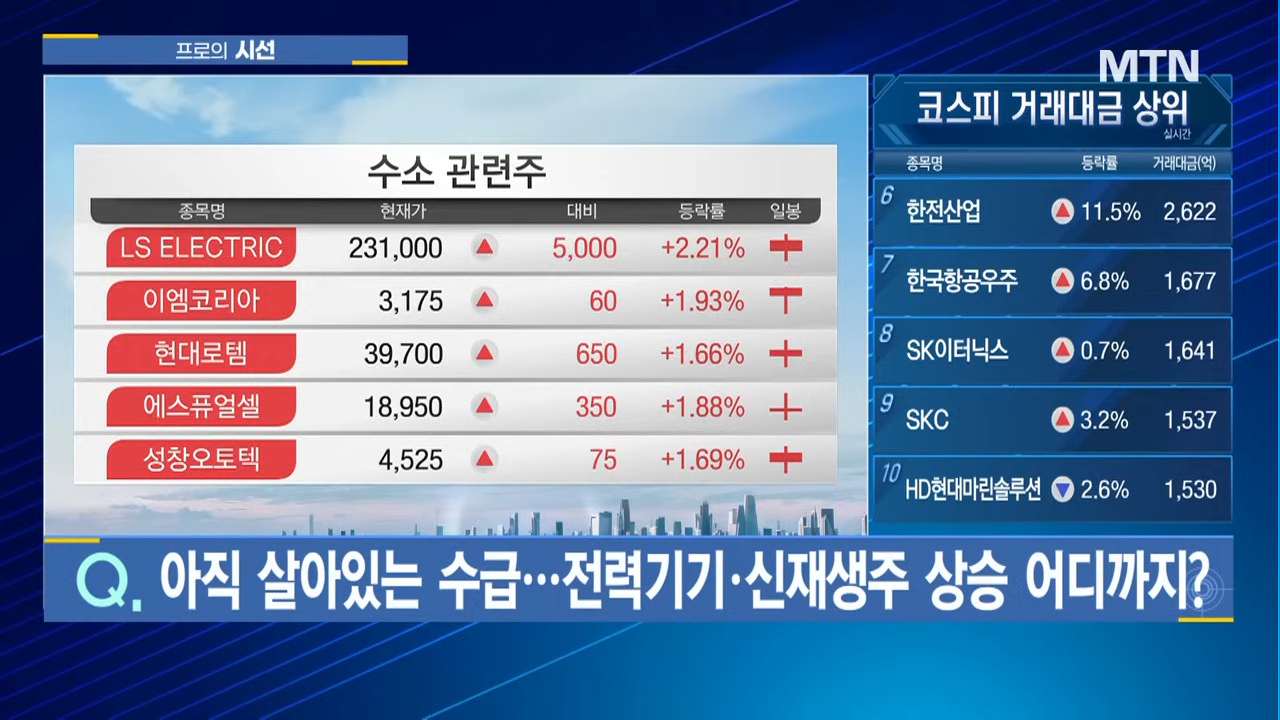 프로의 시선
MTN
수소 관련주
종목명 현재가 대비 등락률 일봉
LS ELECTRIC 231,000 ▲ 5,000 +2.21%
이엠코리아 3,175 ▲ 60 +1.93%
현대로템 39,700 ▲ 650 +1.66%
에스퓨얼셀 18,950 ▲ 350 +1.88%
성창오토텍 4,525 ▲ 75 +1.69%
코스피 거래대금 상위
실시간
종목명 등락률 거래대금(억)
6 한전산업 ▲ 11.5% 2,622
7 한국항공우주 ▲ 6.8% 1,677
8 SK이터닉스 ▲ 0.7% 1,641
9 SKC ▲ 3.2% 1,537
10 HD현대마린솔루션 ▼ 2.6% 1,530
Q. 아직 살아있는 수급…전력기기·신재생주 상승 어디까지?